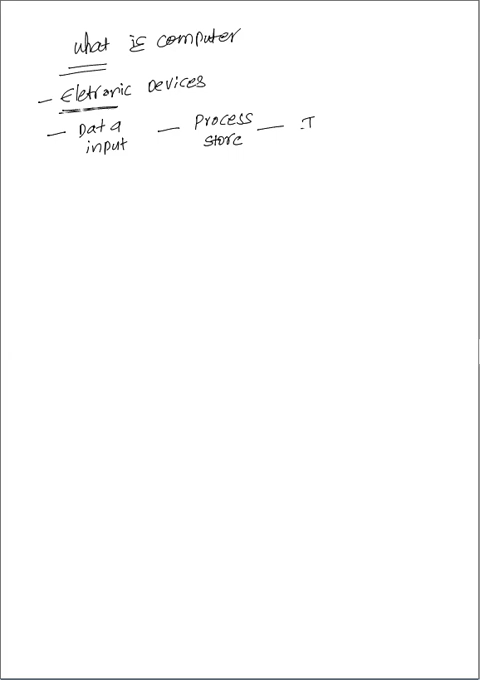 what is computer
- Eletronic Devices
- Data input - Process store - .I